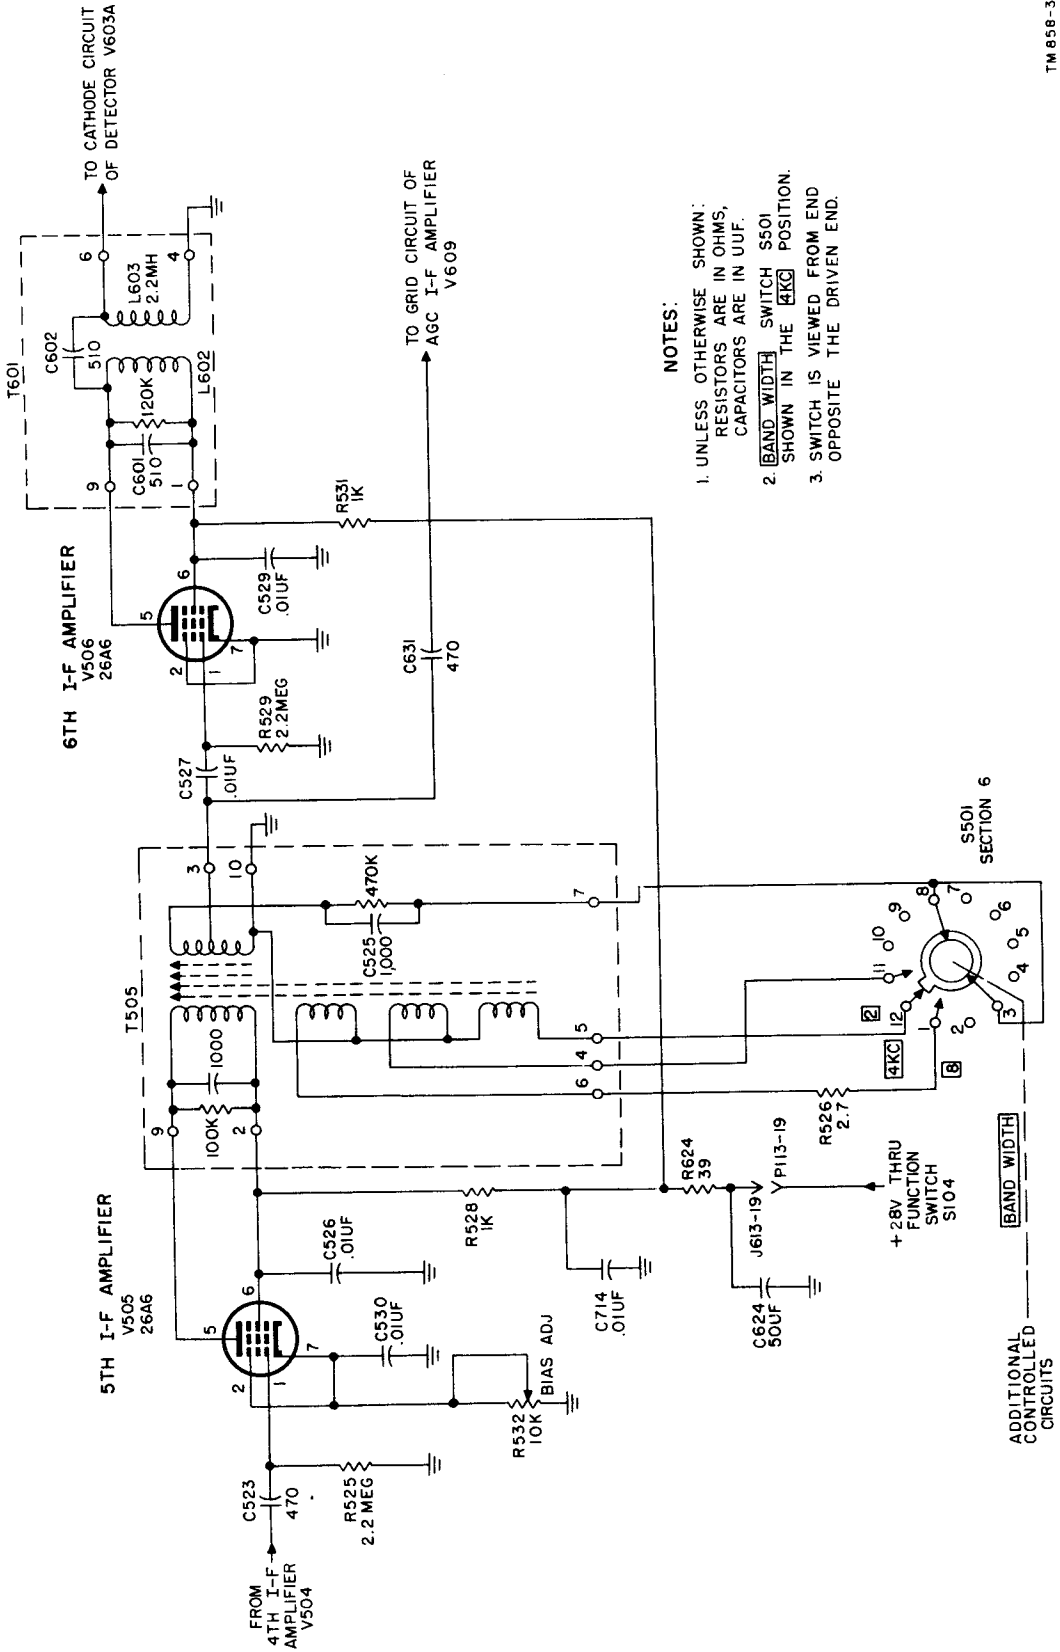 5TH I-F AMPLIFIER
V505
26A6
6TH I-F AMPLIFIER
V506
26A6
FROM
4TH I-F
AMPLIFIER
V504
C523
470
R525
2.2 MEG
2
1
5
6
7
R532
10K
BIAS ADJ
C530
.01UF
C526
.01UF
R528
1K
C714
.01UF
T505
9
2
100K
1000
3
10
C525
1,000
470K
6
4
5
7
C527
.01UF
R529
2.2MEG
2
1
5
6
7
C529
.01UF
R531
1K
C631
470
T601
9
1
C601
510
120K
L602
C602
510
L603
2.2MH
6
4
TO CATHODE CIRCUIT
OF DETECTOR V603A
TO GRID CIRCUIT OF
AGC I-F AMPLIFIER
V609
R624
39
C624
50UF
J613-19
P113-19
+28V THRU
FUNCTION
SWITCH
S104
R526
2.7
4KC
2
8
1
2
3
4
5
6
7
8
9
10
11
12
S501
SECTION 6
BAND WIDTH
ADDITIONAL
CONTROLLED
CIRCUITS
NOTES:
1. UNLESS OTHERWISE SHOWN:
RESISTORS ARE IN OHMS,
CAPACITORS ARE IN UUF.
2. BAND WIDTH SWITCH S501
SHOWN IN THE 4KC POSITION.
3. SWITCH IS VIEWED FROM END
OPPOSITE THE DRIVEN END.
TM 858-3